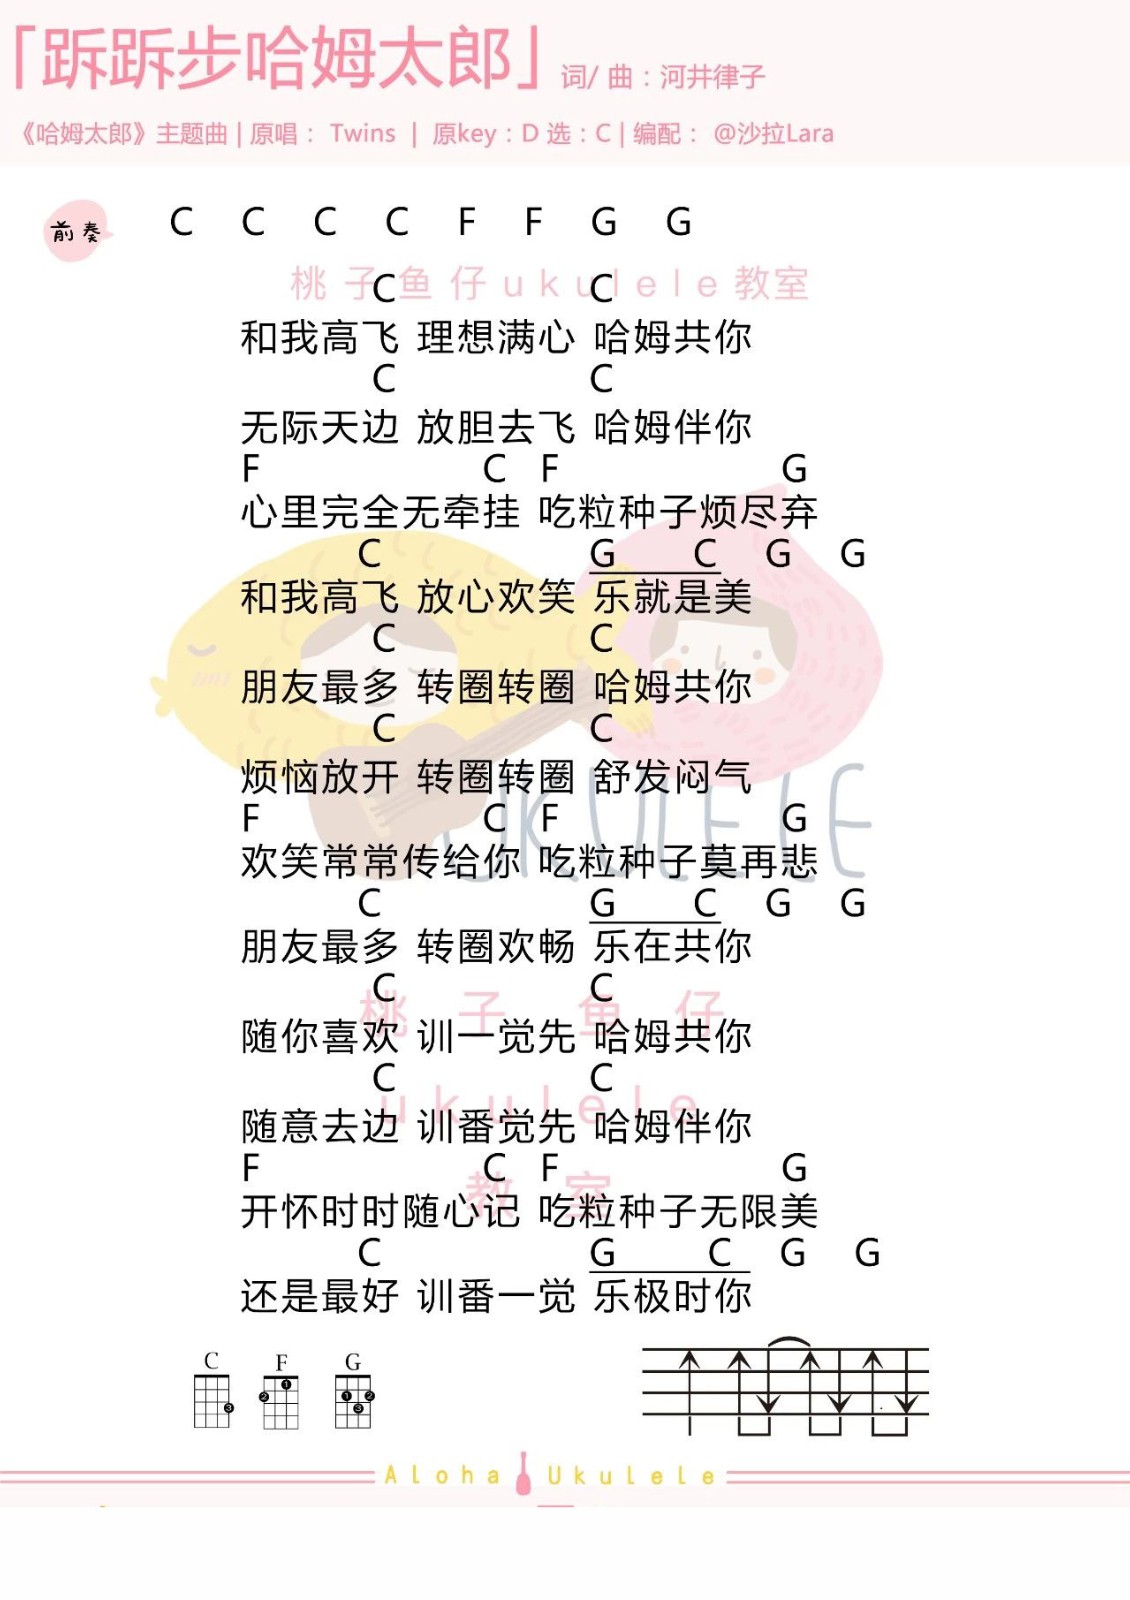 「跅跅步哈姆太郎」 词/ 曲：河井律子
《哈姆太郎》主题曲 | 原唱： Twins | 原key：D 选：C | 编配： @沙拉Lara
前奏 C C C C F F G G
桃子鱼仔ukulele教室
C C
和我高飞 理想满心 哈姆共你
C C
无际天边 放胆去飞 哈姆伴你
F C F G
心里完全无牵挂 吃粒种子烦尽弃
C G C G G
和我高飞 放心欢笑 乐就是美
C C
朋友最多 转圈转圈 哈姆共你
C C
烦恼放开 转圈转圈 舒发闷气
UKULELE
F C F G
欢笑常常传给你 吃粒种子莫再悲
C G C G G
朋友最多 转圈欢畅 乐在共你
C C
桃子鱼仔
随你喜欢 训一觉先 哈姆共你
C C
ukulele
随意去边 训番觉先 哈姆伴你
F C F G
教室
开怀时时随心记 吃粒种子无限美
C G C G G
还是最好 训番一觉 乐极时你
C F G
3 2 1 1 2 3
Aloha Ukulele